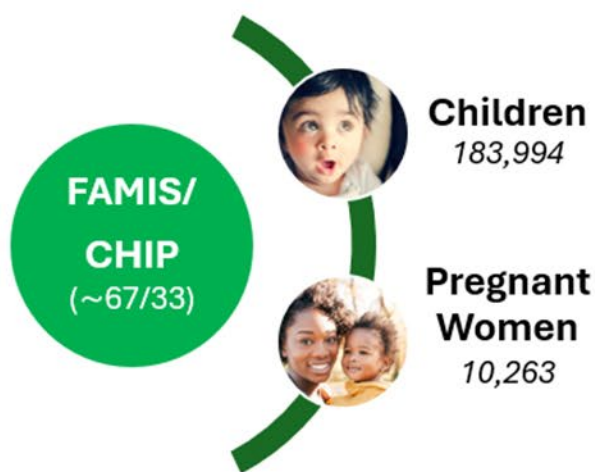 FAMIS/
CHIP
(~67/33)
Children
183,994
Pregnant
Women
10,263